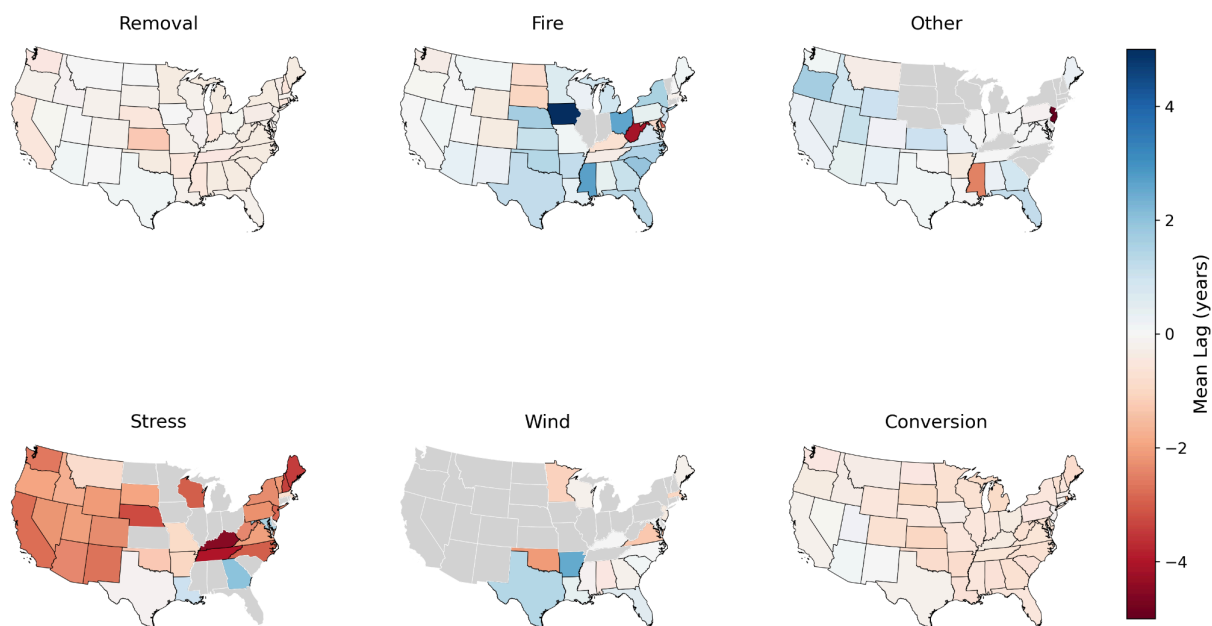 Removal
Fire
Other
Stress
Wind
Conversion
4
2
0
−2
−4
Mean Lag (years)